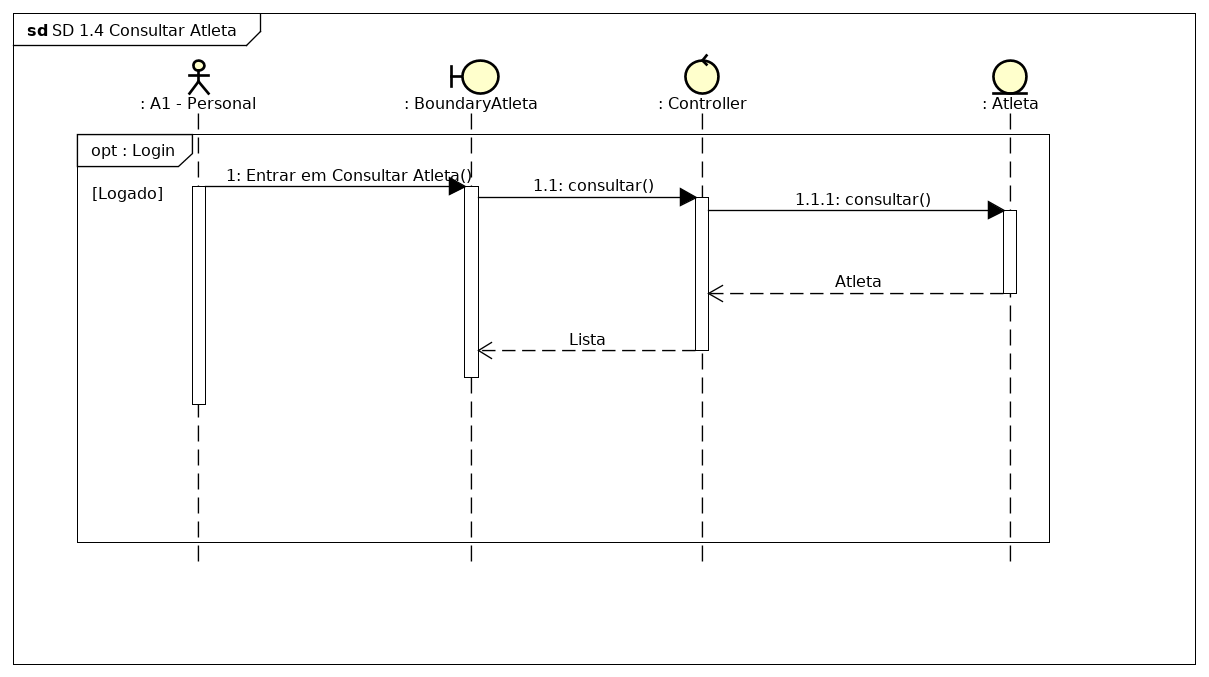 sd SD 1.4 Consultar Atleta
: A1 - Personal
: BoundaryAtleta
: Controller
: Atleta
opt : Login
[Logado]
1: Entrar em Consultar Atleta()
1.1: consultar()
1.1.1: consultar()
Atleta
Lista